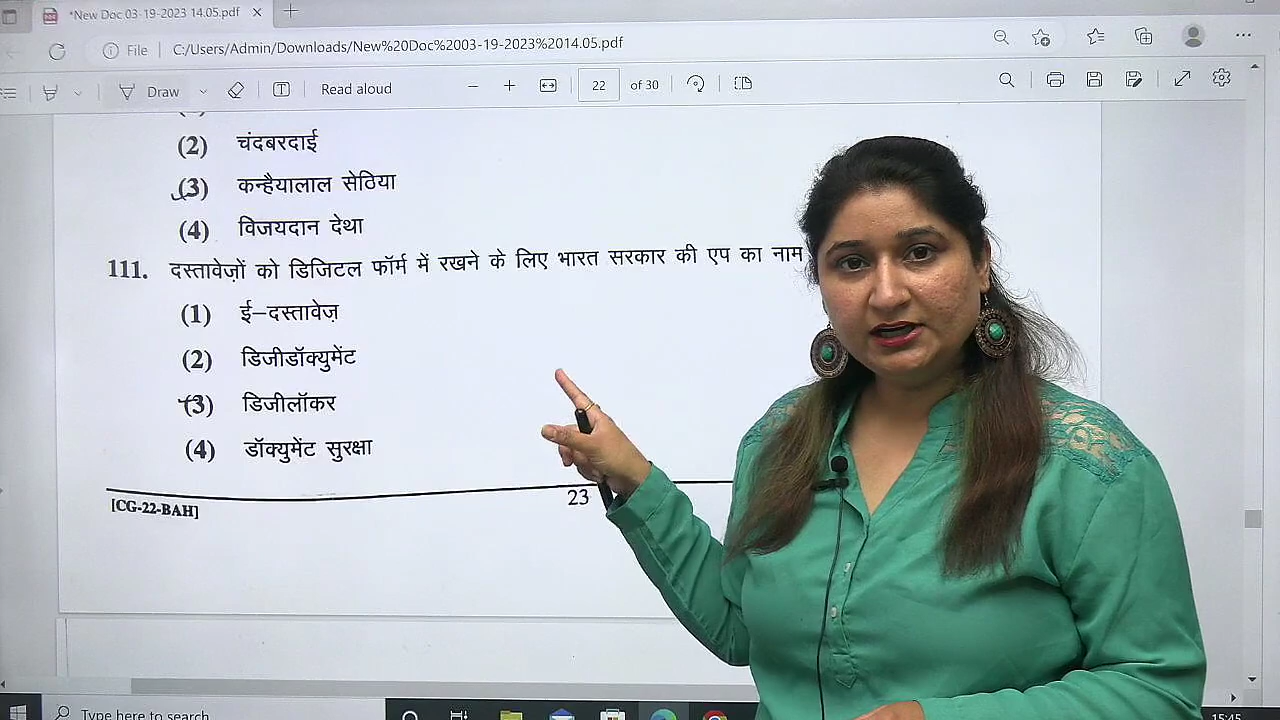 *New Doc 03-19-2023 14.05.pdf
File C:/Users/Admin/Downloads/New%20Doc%2003-19-2023%2014.05.pdf
Draw Read aloud 22 of 30
(2) चंदबरदाई
(3) कन्हैयालाल सेठिया
(4) विजयदान देथा
111. दस्तावेज़ों को डिजिटल फॉर्म में रखने के लिए भारत सरकार की एप का नाम
(1) ई–दस्तावेज़
(2) डिजीडॉक्युमेंट
(3) डिजीलॉकर
(4) डॉक्युमेंट सुरक्षा
23
[CG-22-BAH]
Type here to search
15:45